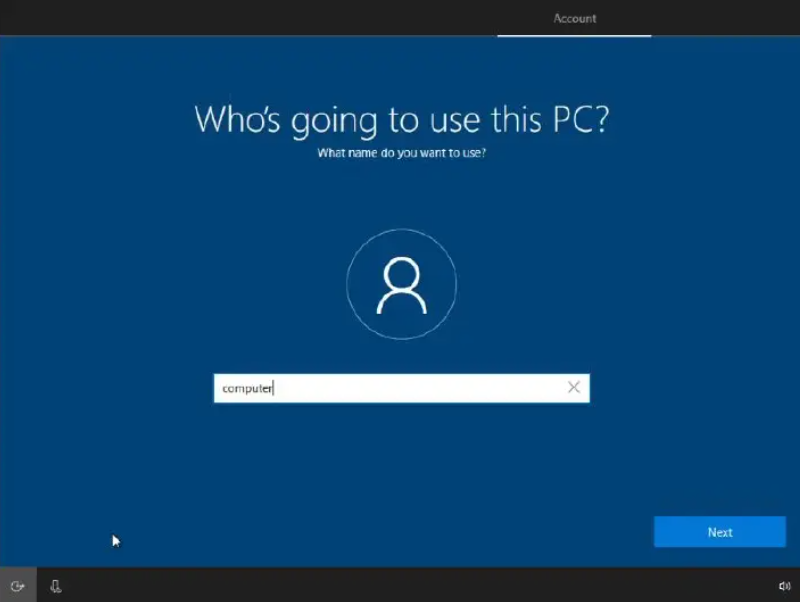 Account
Who's going to use this PC?
What name do you want to use?
computer
Next